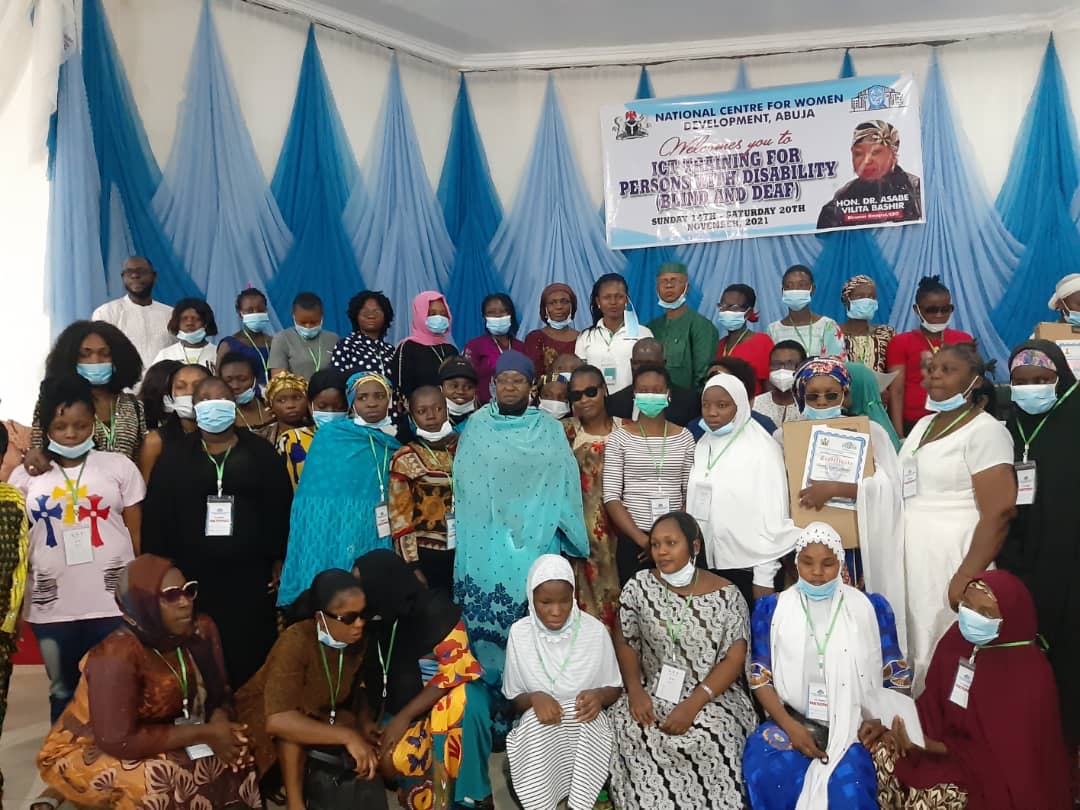 NATIONAL CENTRE FOR WOMEN
DEVELOPMENT, ABUJA
Welcomes you to
ICT TRAINING FOR
PERSONS WITH DISABILITY
(BLIND AND DEAF)
SUNDAY 14TH - SATURDAY 20TH
NOVEMBER, 2021
HON. DR. ASABE
VILITA BASHIR
Certificate